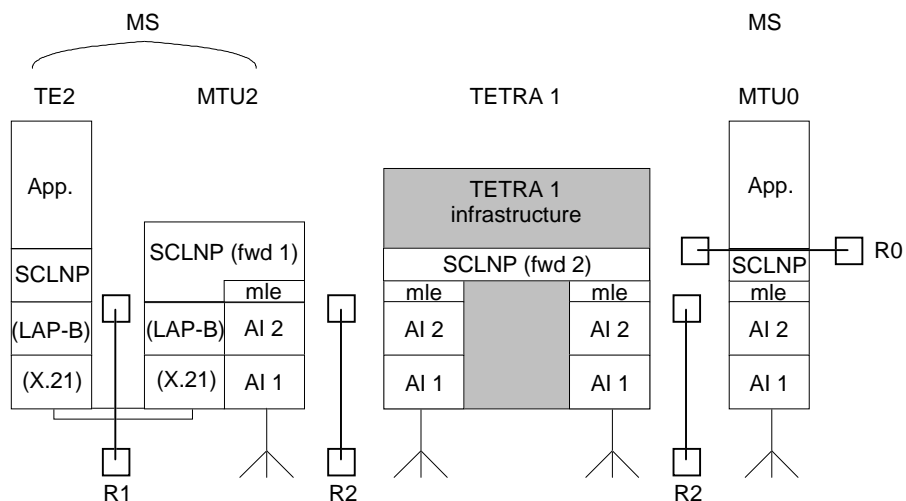 MS
MS
TE2
MTU2
TETRA 1
MTU0
App.
TETRA 1
infrastructure
App.
SCLNP (fwd 1)
SCLNP (fwd 2)
R0
SCLNP
SCLNP
mle
mle
mle
mle
(LAP-B)
(LAP-B)
AI 2
AI 2
AI 2
AI 2
(X.21)
(X.21)
AI 1
AI 1
AI 1
AI 1
R1
R2
R2